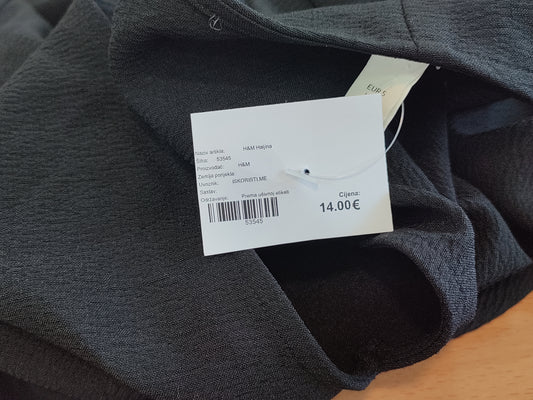 Naziv artikla: H&M Haljina
Šifra: 53545
Proizvođač: H&M
Zemlja porijekla:
Uvoznik: ISKORISTI.ME
Sastav:
Održavanje: Prema ušivenoj etiketi
53545
Cijena:
14.00€
EUR S